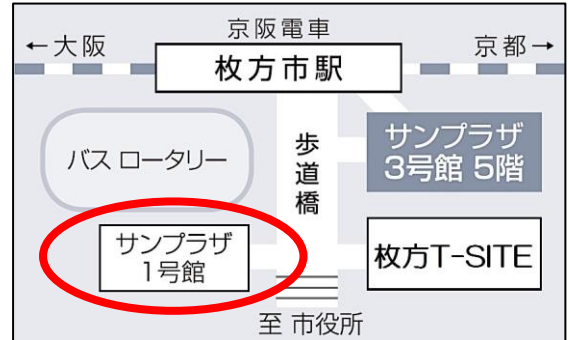 京阪電車
←大阪
京都→
枚方市駅
バス ロータリー
歩道橋
サンプラザ
3号館 5階
サンプラザ
1号館
枚方T-SITE
至 市役所